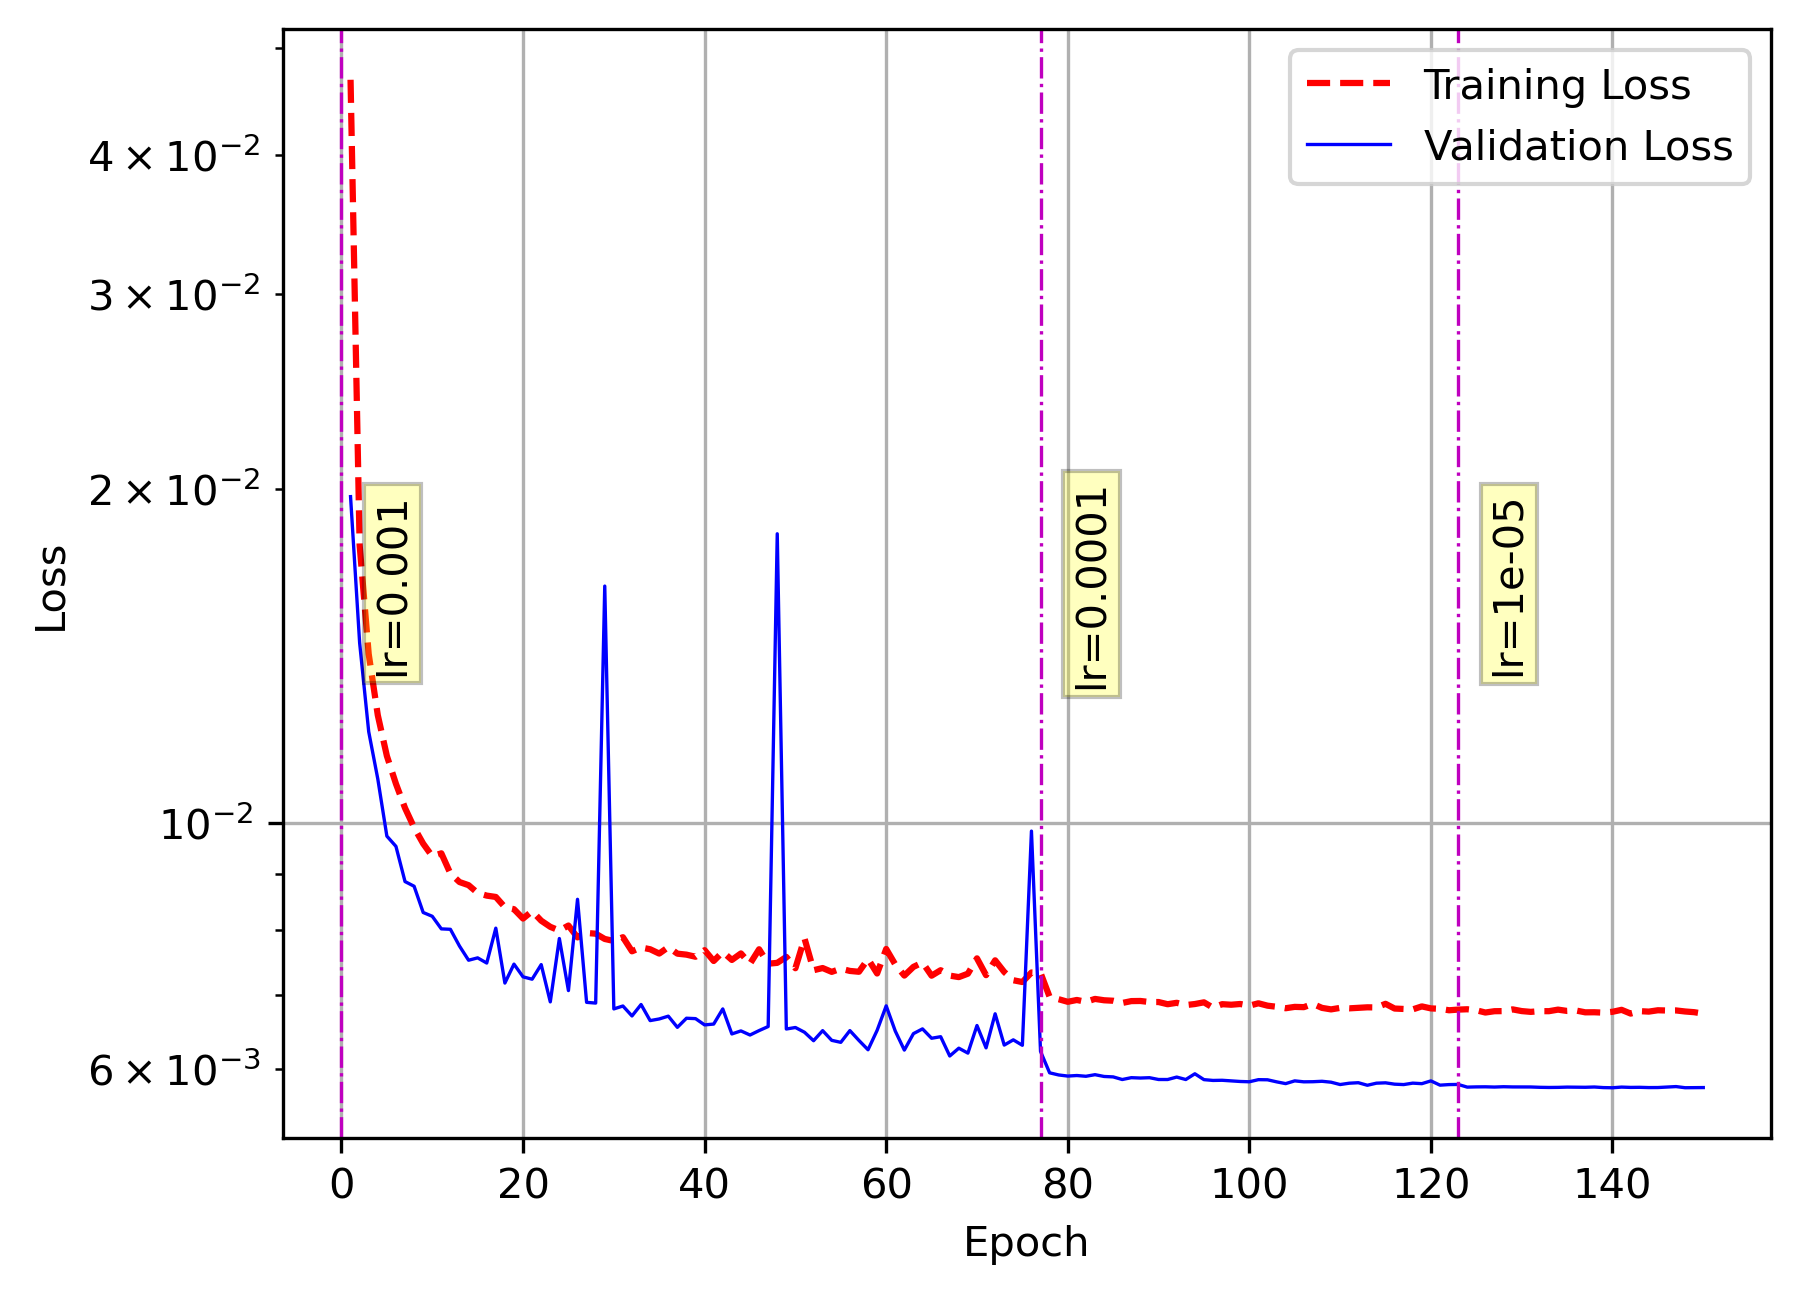 Training Loss
Validation Loss
4×10⁻²
3×10⁻²
2×10⁻²
10⁻²
6×10⁻³
Loss
lr=0.001
lr=0.0001
lr=1e-05
0 20 40 60 80 100 120 140
Epoch